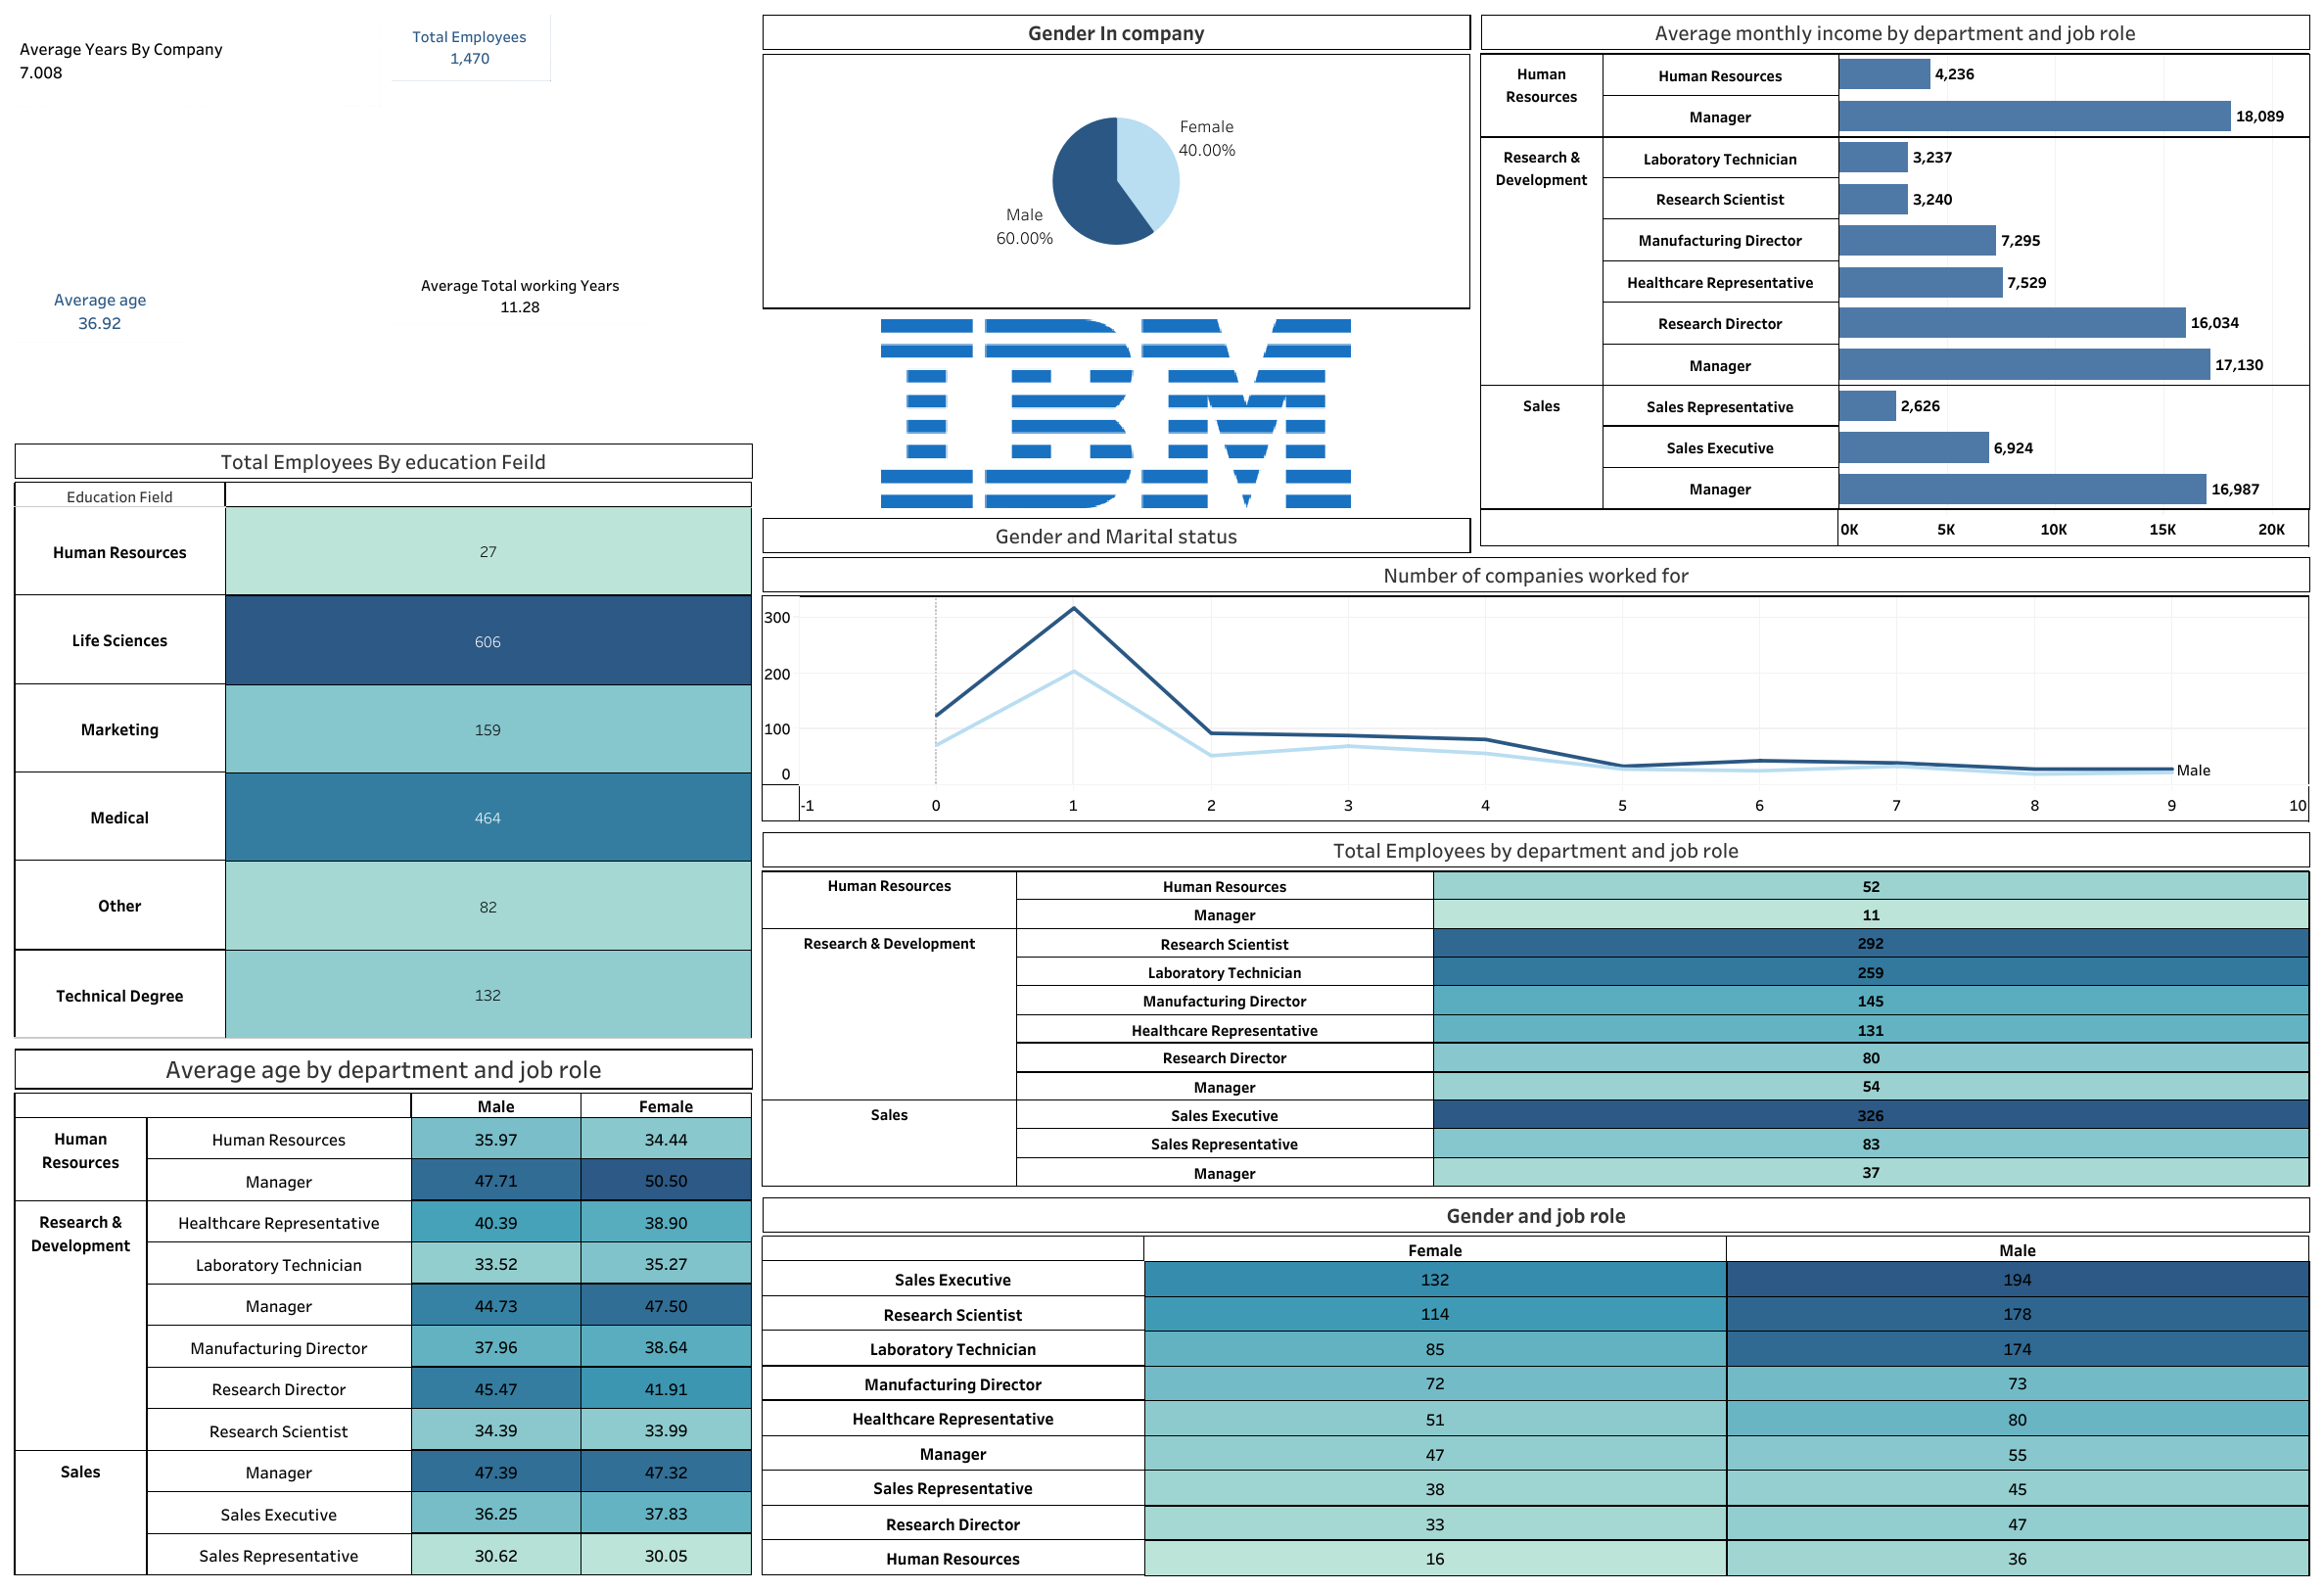 Average Years By Company
7.008
Total Employees
1,470
Average age
36.92
Average Total working Years
11.28
Gender In company
Female
40.00%
Male
60.00%
IBM
Average monthly income by department and job role
Human
Resources
Human Resources
4,236
Manager
18,089
Research &
Development
Laboratory Technician
3,237
Research Scientist
3,240
Manufacturing Director
7,295
Healthcare Representative
7,529
Research Director
16,034
Manager
17,130
Sales
Sales Representative
2,626
Sales Executive
6,924
Manager
16,987
0K 5K 10K 15K 20K
Total Employees By education Feild
Education Field
Human Resources 27
Life Sciences 606
Marketing 159
Medical 464
Other 82
Technical Degree 132
Gender and Marital status
Number of companies worked for
300
200
100
0
Male
-1 0 1 2 3 4 5 6 7 8 9 10
Total Employees by department and job role
Human Resources Human Resources 52
Manager 11
Research & Development Research Scientist 292
Laboratory Technician 259
Manufacturing Director 145
Healthcare Representative 131
Research Director 80
Manager 54
Sales Sales Executive 326
Sales Representative 83
Manager 37
Average age by department and job role
Male Female
Human
Resources
Human Resources 35.97 34.44
Manager 47.71 50.50
Research &
Development
Healthcare Representative 40.39 38.90
Laboratory Technician 33.52 35.27
Manager 44.73 47.50
Manufacturing Director 37.96 38.64
Research Director 45.47 41.91
Research Scientist 34.39 33.99
Sales
Manager 47.39 47.32
Sales Executive 36.25 37.83
Sales Representative 30.62 30.05
Gender and job role
Female Male
Sales Executive 132 194
Research Scientist 114 178
Laboratory Technician 85 174
Manufacturing Director 72 73
Healthcare Representative 51 80
Manager 47 55
Sales Representative 38 45
Research Director 33 47
Human Resources 16 36